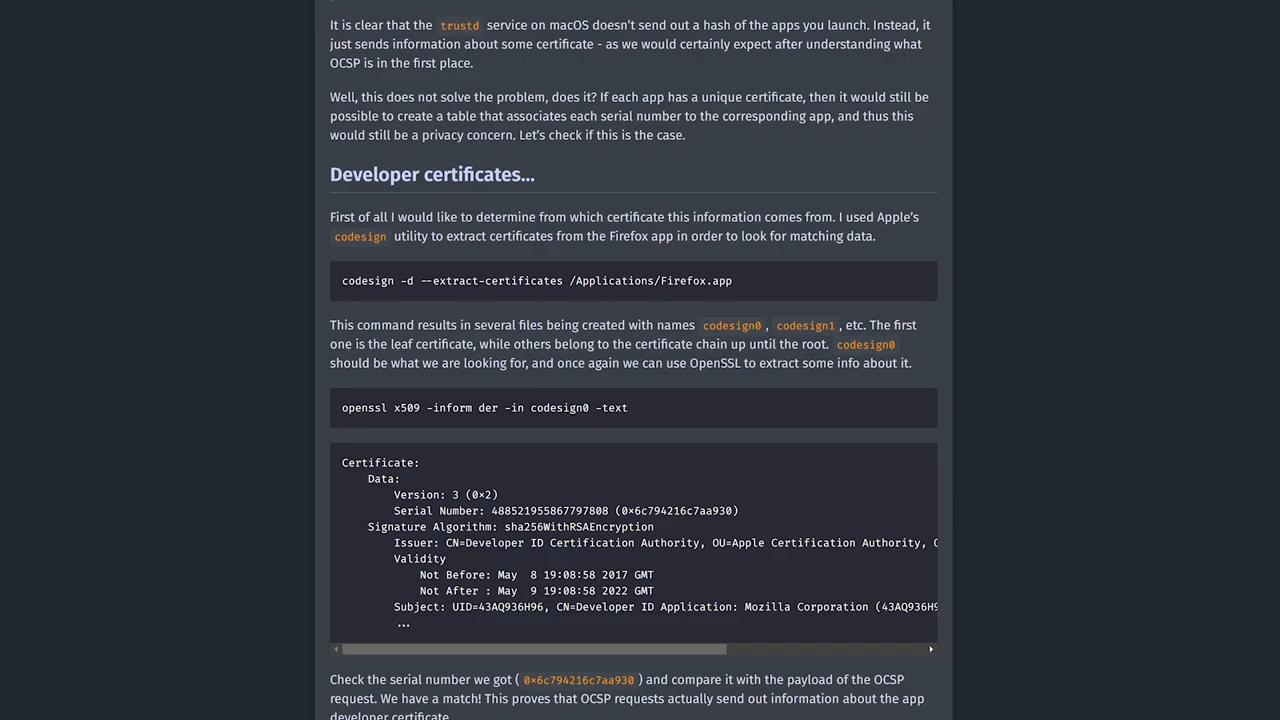 It is clear that the trustd service on macOS doesn't send out a hash of the apps you launch. Instead, it
just sends information about some certificate - as we would certainly expect after understanding what
OCSP is in the first place.
Well, this does not solve the problem, does it? If each app has a unique certificate, then it would still be
possible to create a table that associates each serial number to the corresponding app, and thus this
would still be a privacy concern. Let's check if this is the case.
Developer certificates...
First of all I would like to determine from which certificate this information comes from. I used Apple's
codesign utility to extract certificates from the Firefox app in order to look for matching data.
codesign -d --extract-certificates /Applications/Firefox.app
This command results in several files being created with names codesign0 , codesign1 , etc. The first
one is the leaf certificate, while others belong to the certificate chain up until the root. codesign0
should be what we are looking for, and once again we can use OpenSSL to extract some info about it.
openssl x509 -inform der -in codesign0 -text
Certificate:
Data:
Version: 3 (0x2)
Serial Number: 488521955867797808 (0x6c794216c7aa930)
Signature Algorithm: sha256WithRSAEncryption
Issuer: CN=Developer ID Certification Authority, OU=Apple Certification Authority,
Validity
Not Before: May  8 19:08:58 2017 GMT
Not After : May  9 19:08:58 2022 GMT
Subject: UID=43AQ936H96, CN=Developer ID Application: Mozilla Corporation (43AQ936H9
...
Check the serial number we got ( 0x6c794216c7aa930 ) and compare it with the payload of the OCSP
request. We have a match! This proves that OCSP requests actually send out information about the app
developer certificate.